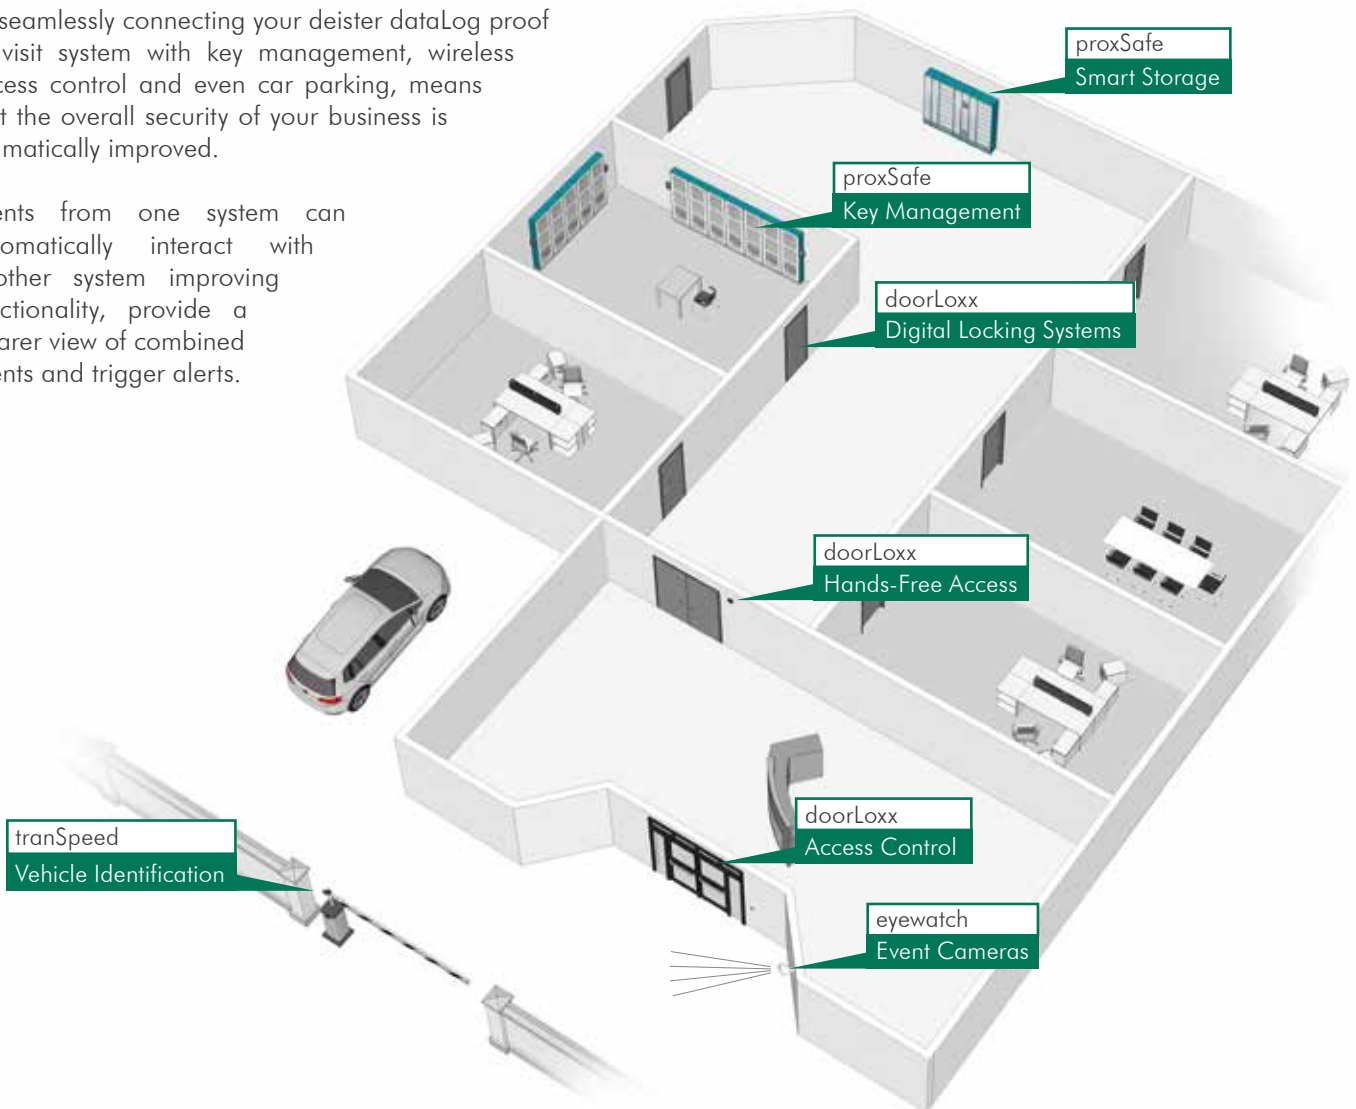 seamlessly connecting your deister dataLog proof
visit system with key management, wireless
cess control and even car parking, means
t the overall security of your business is
matically improved.
ents from one system can
omatically interact with
other system improving
ctionality, provide a
arer view of combined
ents and trigger alerts.
proxSafe
Smart Storage
proxSafe
Key Management
doorLoxx
Digital Locking Systems
doorLoxx
Hands-Free Access
doorLoxx
Access Control
tranSpeed
Vehicle Identification
eyewatch
Event Cameras